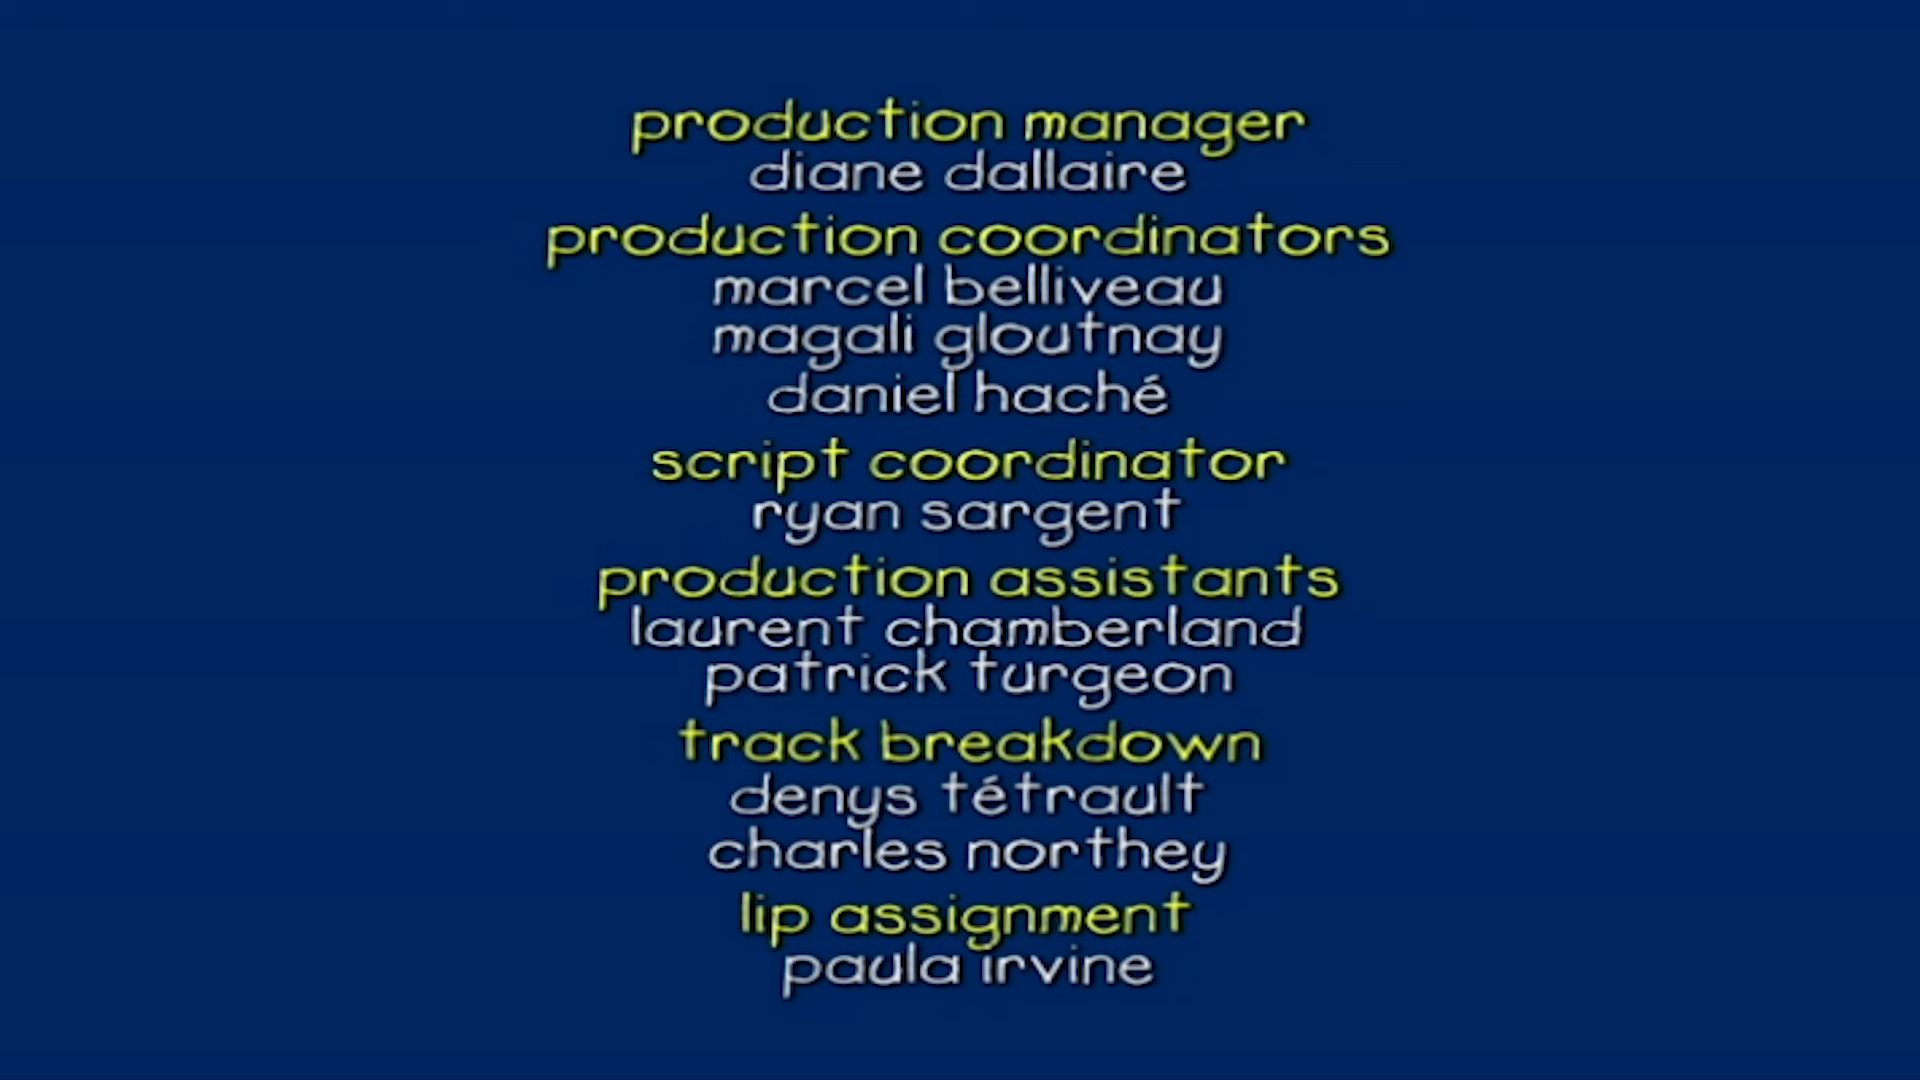 production manager
diane dallaire
production coordinators
marcel belliveau
magali gloutnay
daniel haché
script coordinator
ryan sargent
production assistants
laurent chamberland
patrick turgeon
track breakdown
denys tétrault
charles northey
lip assignment
paula irvine